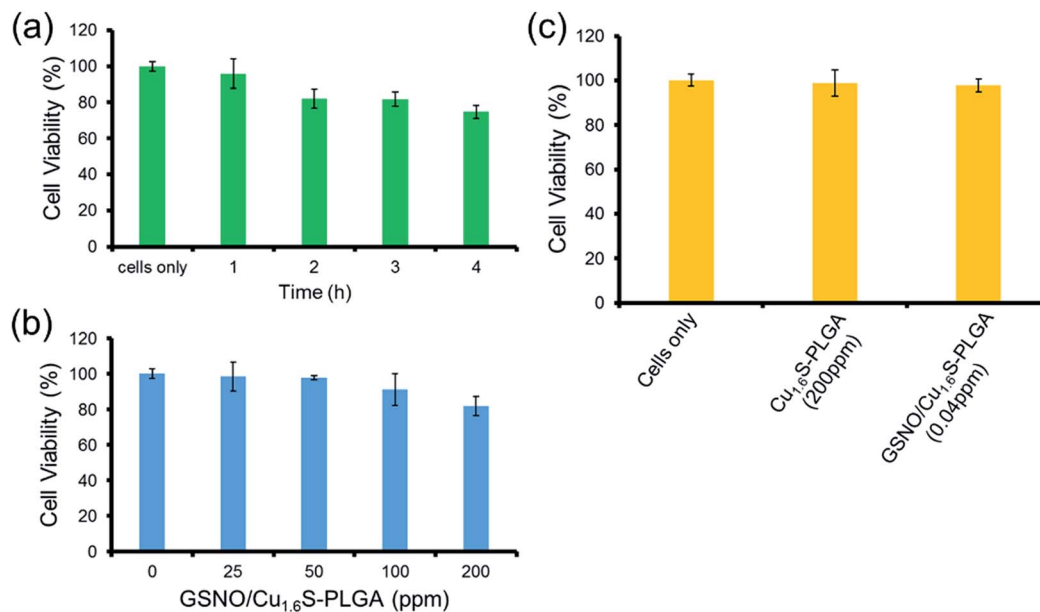 (a)
Cell Viability (%)
120
100
80
60
40
20
0
cells only 1 2 3 4
Time (h)
(b)
Cell Viability (%)
120
100
80
60
40
20
0
0 25 50 100 200
GSNO/Cu₁.₆S-PLGA (ppm)
(c)
Cell Viability (%)
120
100
80
60
40
20
0
Cells only
Cu₁.₆S-PLGA
(200ppm)
GSNO/Cu₁.₆S-PLGA
(0.04ppm)